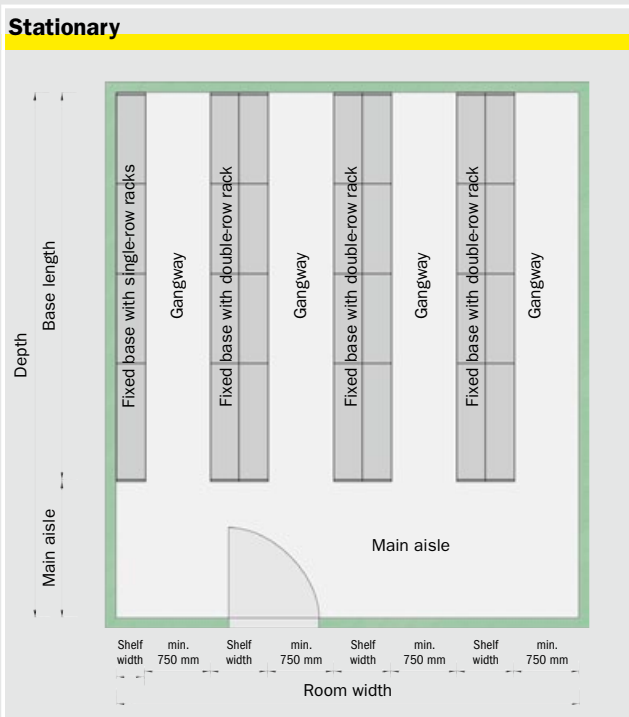 Stationary
Depth
Base length
Main aisle
Fixed base with single-row racks
Gangway
Fixed base with double-row rack
Gangway
Fixed base with double-row rack
Gangway
Fixed base with double-row rack
Gangway
Main aisle
Shelf
width
min.
750 mm
Shelf
width
min.
750 mm
Shelf
width
min.
750 mm
Shelf
width
min.
750 mm
Room width